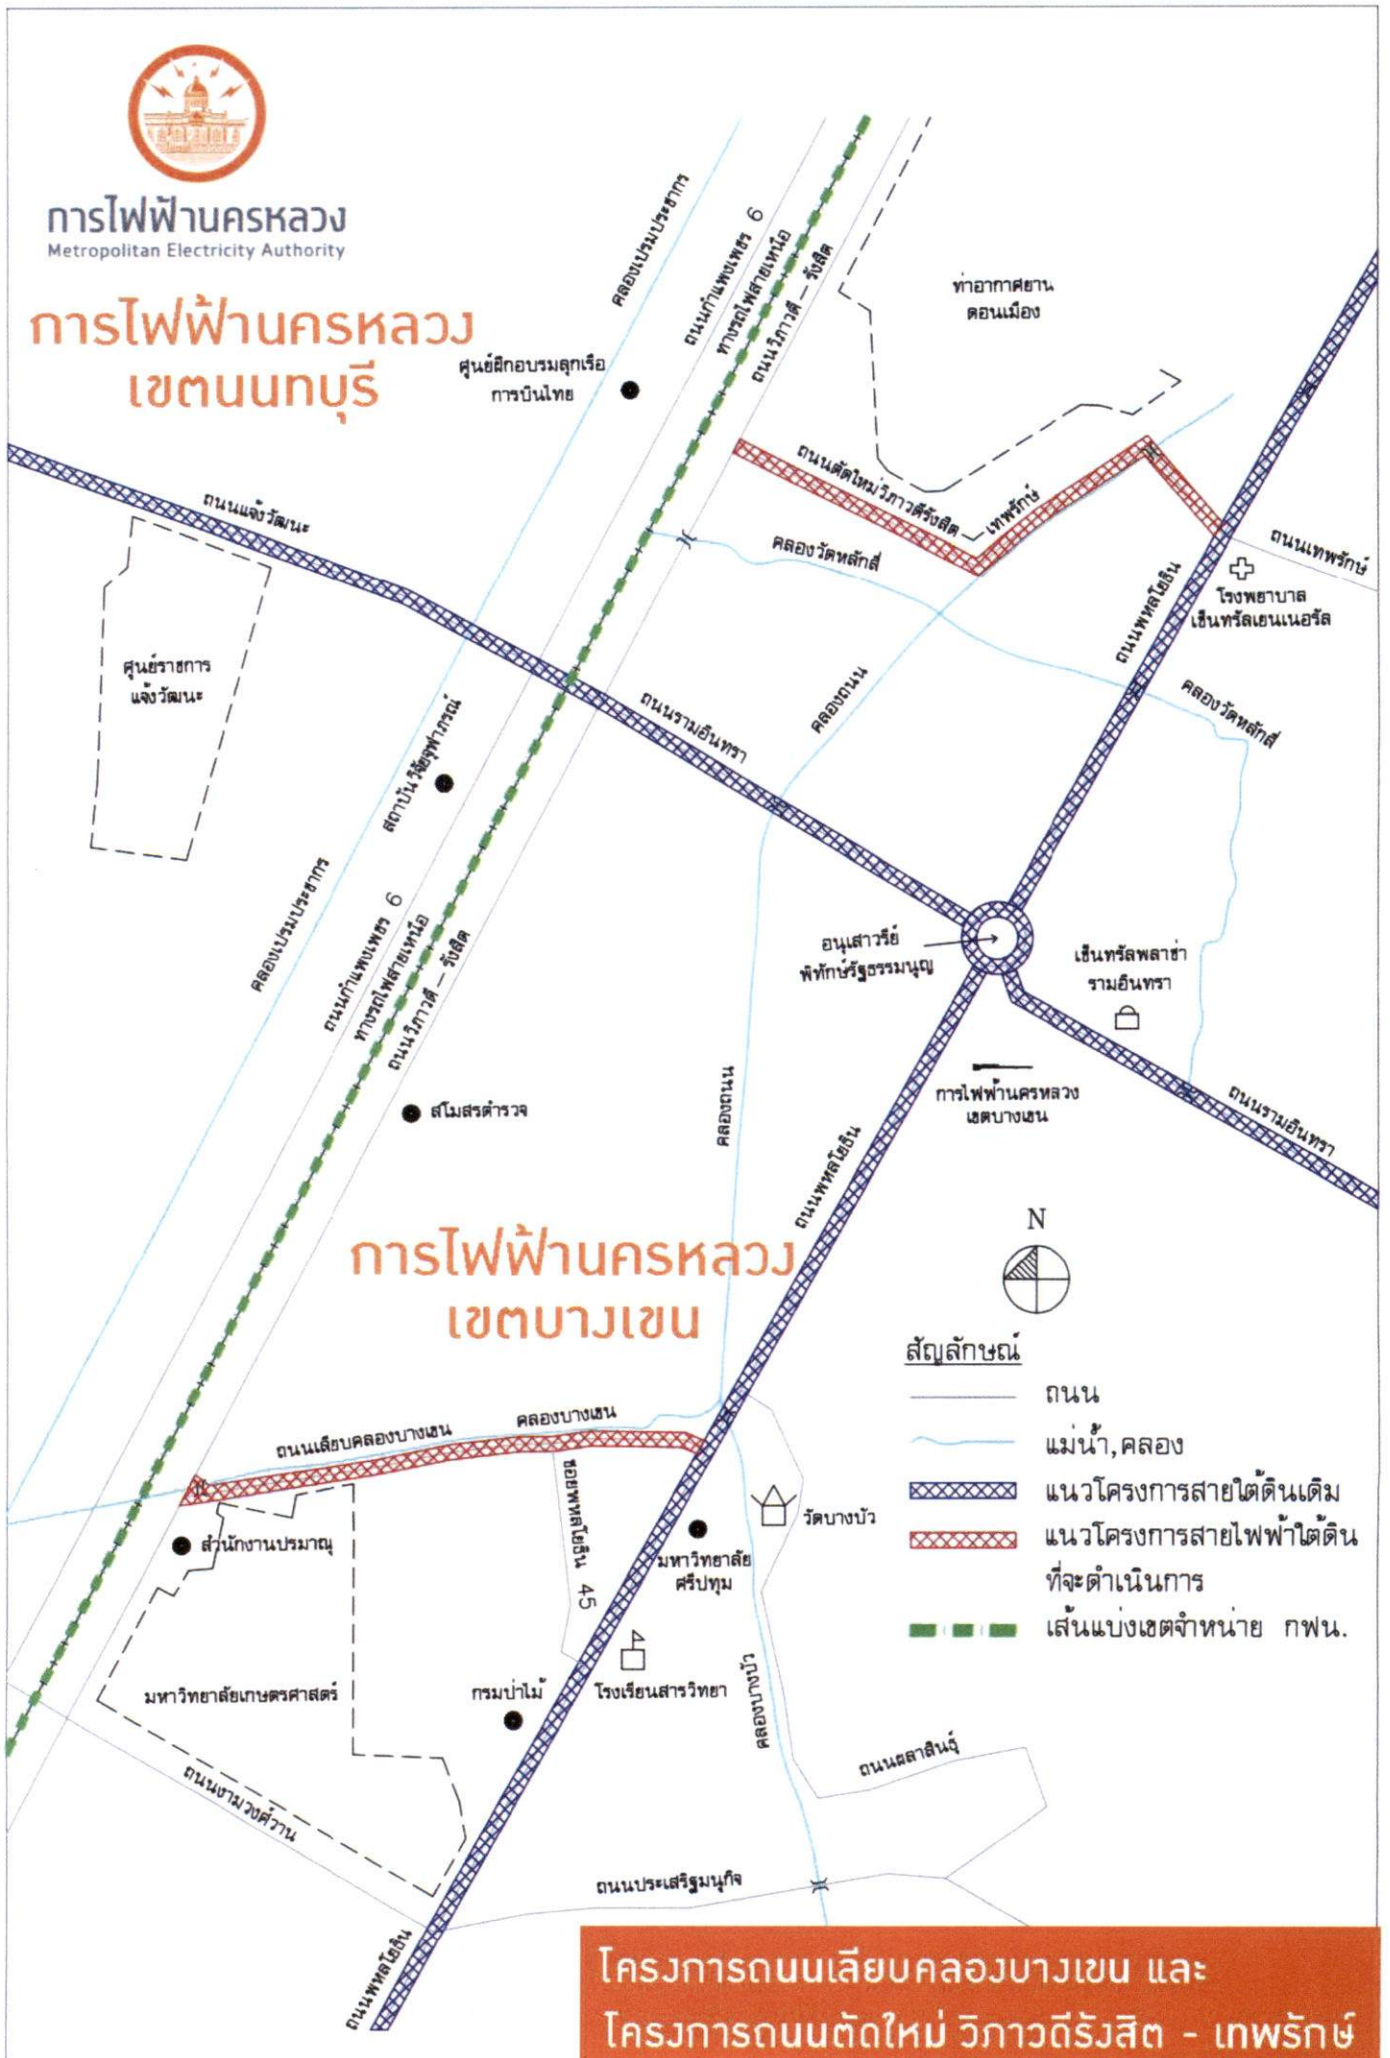 การไฟฟ้านครหลวง
Metropolitan Electricity Authority
การไฟฟ้านครหลวง
เขตนนทบุรี
คลองเปรมประชากร
ถนนกำแพงเพชร 6
ทางรถไฟสายเหนือ
ถนนวิภาวดี – รังสิต
ท่าอากาศยาน
ดอนเมือง
ศูนย์ฝึกอบรมลูกเรือ
การบินไทย
ถนนแจ้งวัฒนะ
ถนนตัดใหม่วิภาวดีรังสิต – เทพรักษ์
คลองวัดหลักสี่
ถนนเทพรักษ์
โรงพยาบาล
เซ็นทรัลเยนเนอรัล
ถนนพหลโยธิน
ศูนย์ราชการ
แจ้งวัฒนะ
สถาบันวิจัยจุฬาภรณ์
ถนนรามอินทรา
คลองถนน
คลองวัดหลักสี่
คลองเปรมประชากร
ถนนกำแพงเพชร 6
ทางรถไฟสายเหนือ
ถนนวิภาวดี – รังสิต
อนุเสาวรีย์
พิทักษ์รัฐธรรมนูญ
เซ็นทรัลพลาซ่า
รามอินทรา
การไฟฟ้านครหลวง
เขตบางเขน
สโมสรตำรวจ
คลองถนน
ถนนพหลโยธิน
ถนนรามอินทรา
การไฟฟ้านครหลวง
เขตบางเขน
N
สัญลักษณ์
ถนน
แม่น้ำ,คลอง
แนวโครงการสายใต้ดินเดิม
แนวโครงการสายไฟฟ้าใต้ดิน
ที่จะดำเนินการ
เส้นแบ่งเขตจำหน่าย กฟน.
ถนนเลียบคลองบางเขน
คลองบางเขน
ซอยพหลโยธิน 45
วัดบางบัว
สำนักงานปรมาณู
มหาวิทยาลัย
ศรีปทุม
มหาวิทยาลัยเกษตรศาสตร์
กรมป่าไม้
โรงเรียนสารวิทยา
คลองบางบัว
ถนนผลาสินธุ์
ถนนงามวงศ์วาน
ถนนประเสริฐมนูกิจ
ถนนพหลโยธิน
โครงการถนนเลียบคลองบางเขน และ
โครงการถนนตัดใหม่ วิภาวดีรังสิต - เทพรักษ์